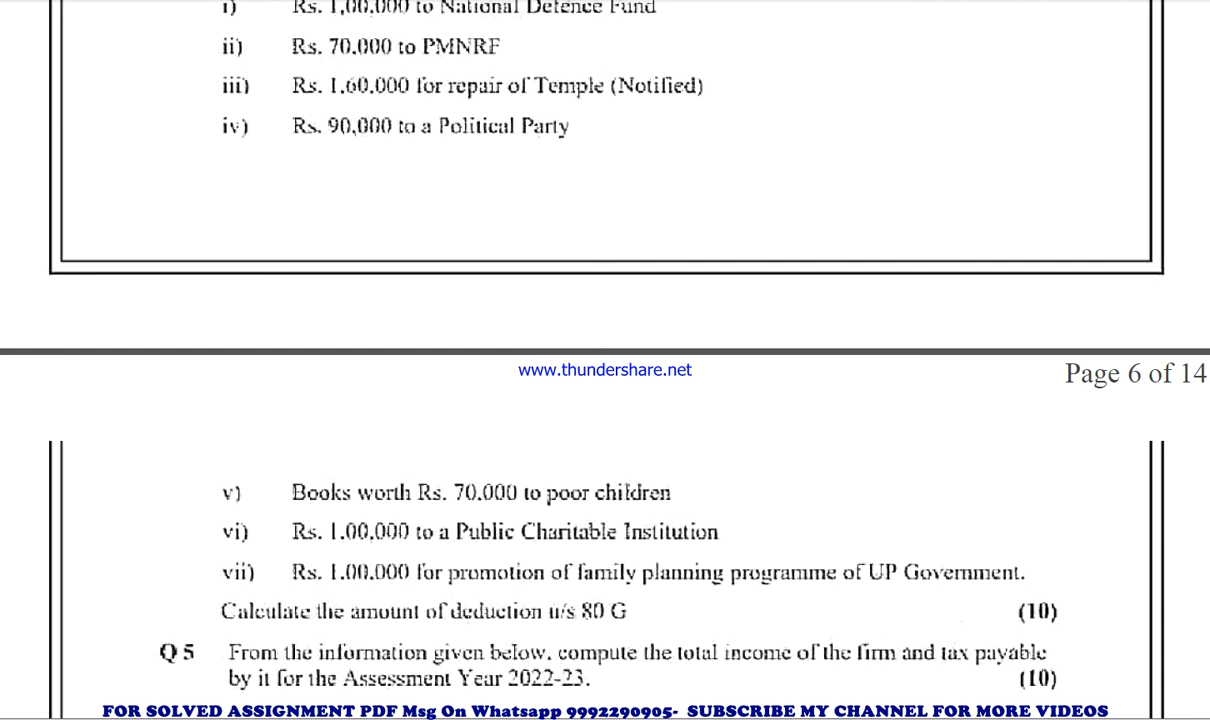 i) Rs. 1,00,000 to National Defence Fund
ii) Rs. 70,000 to PMNRF
iii) Rs. 1,60,000 for repair of Temple (Notified)
iv) Rs. 90,000 to a Political Party
www.thundershare.net
Page 6 of 14
v) Books worth Rs. 70,000 to poor children
vi) Rs. 1,00,000 to a Public Charitable Institution
vii) Rs. 1,00,000 for promotion of family planning programme of UP Government.
Calculate the amount of deduction u/s 80 G (10)
Q 5 From the information given below, compute the total income of the firm and tax payable
by it for the Assessment Year 2022-23. (10)
FOR SOLVED ASSIGNMENT PDF Msg On Whatsapp 9992290905- SUBSCRIBE MY CHANNEL FOR MORE VIDEOS